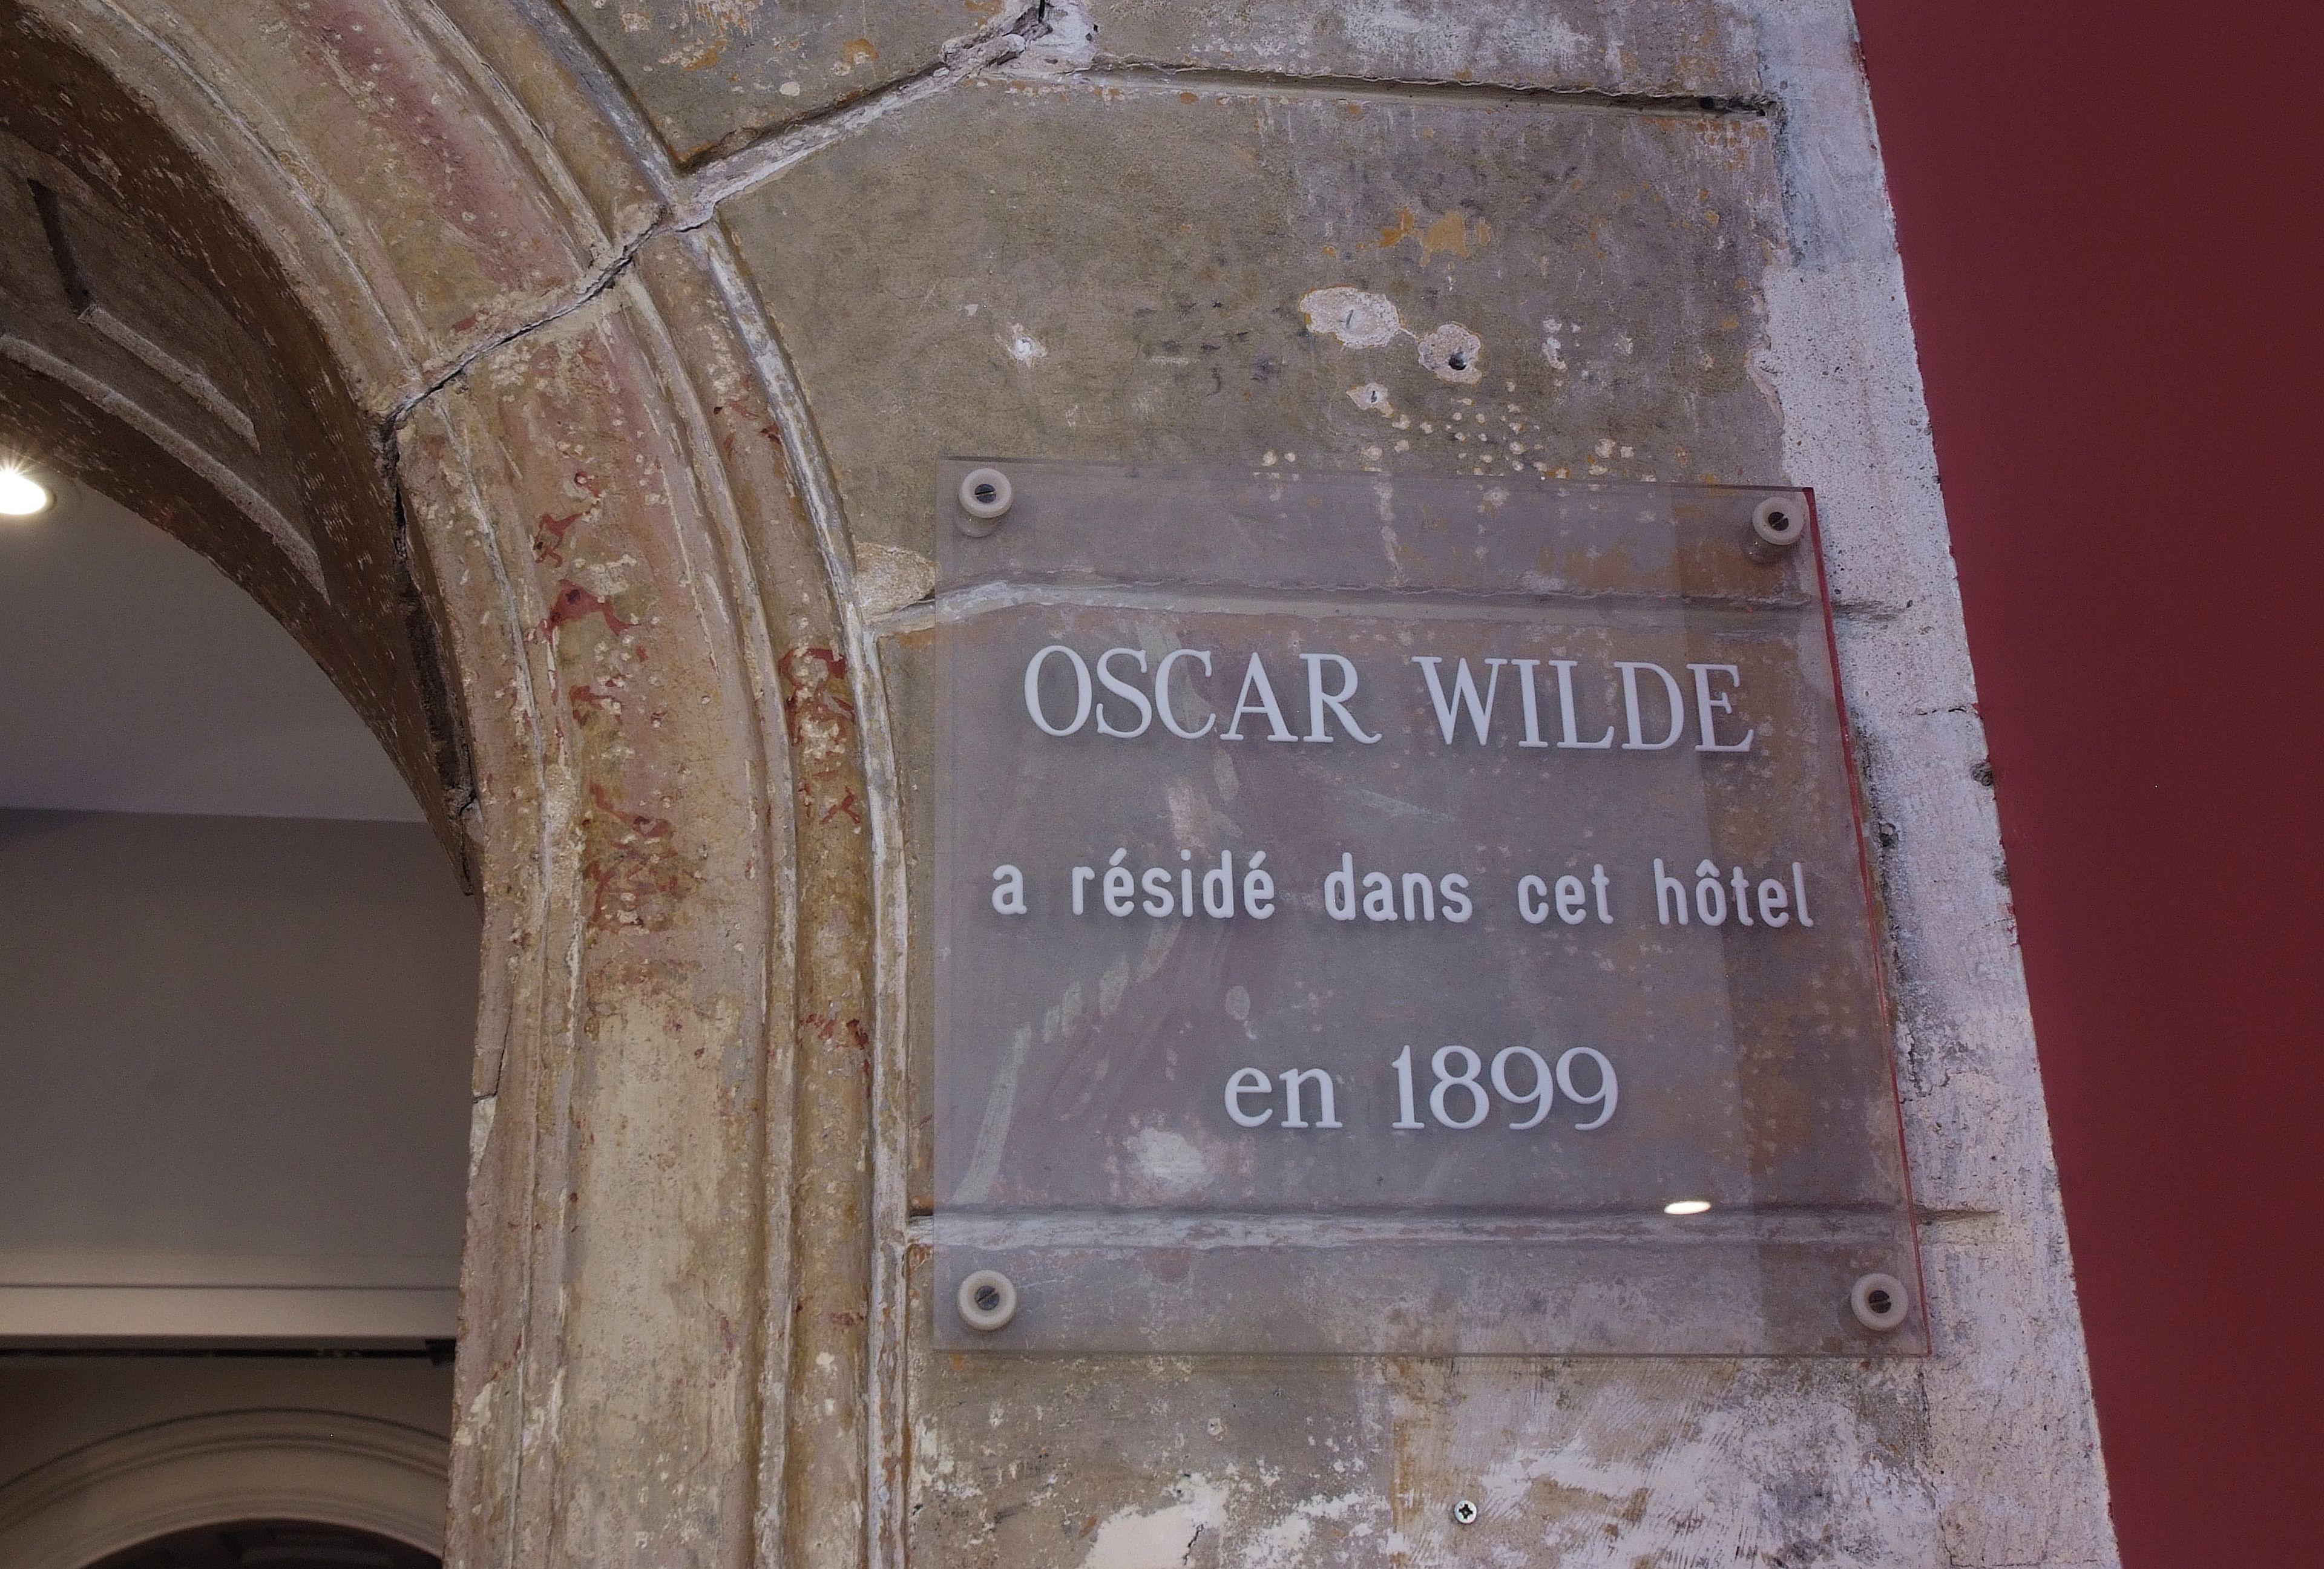 OSCAR WILDE
a résidé dans cet hôtel
en 1899